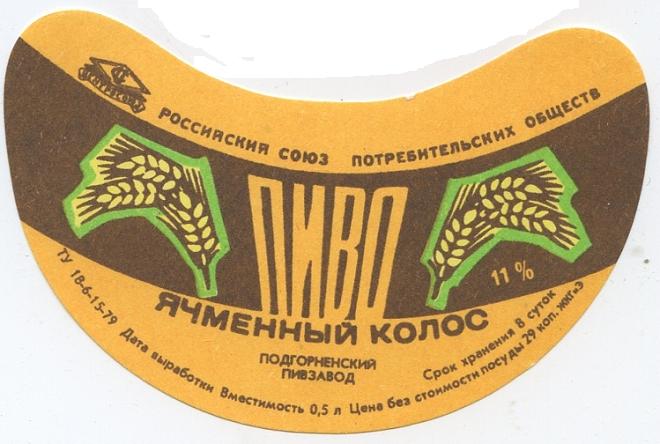 РОССИЙСКИЙ СОЮЗ ПОТРЕБИТЕЛЬСКИХ ОБЩЕСТВ
ПИВО
11 %
ЯЧМЕННЫЙ КОЛОС
ПОДГОРНЕНСКИЙ
ПИВЗАВОД
ТУ 18-6-15-79 Дата выработки Вместимость 0,5 л Цена без стоимости посуды 29 коп.
Срок хранения 8 суток